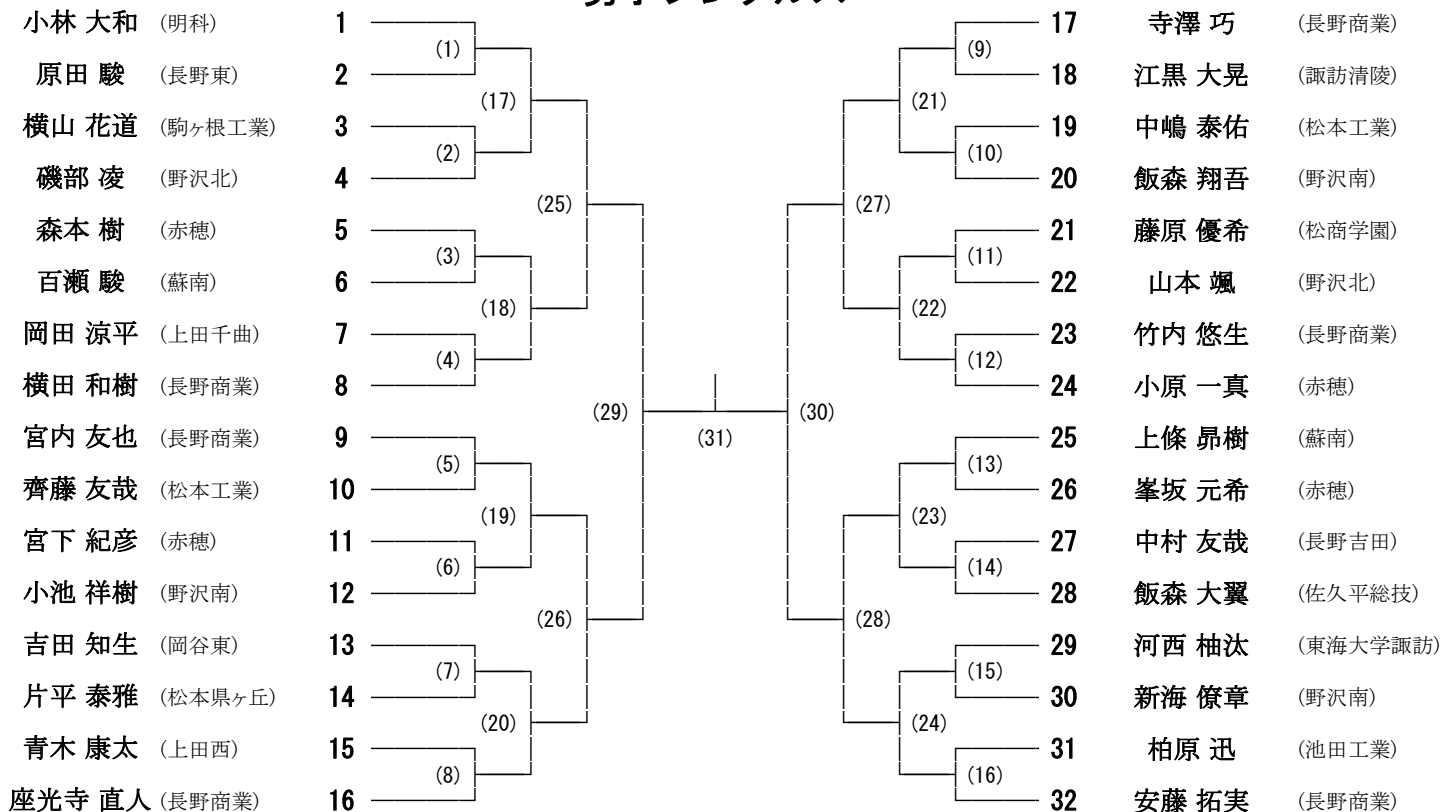 小林 大和 (明科) 1
原田 駿 (長野東) 2
横山 花道 (駒ヶ根工業) 3
磯部 凌 (野沢北) 4
森本 樹 (赤穂) 5
百瀬 駿 (蘇南) 6
岡田 涼平 (上田千曲) 7
横田 和樹 (長野商業) 8
宮内 友也 (長野商業) 9
齊藤 友哉 (松本工業) 10
宮下 紀彦 (赤穂) 11
小池 祥樹 (野沢南) 12
吉田 知生 (岡谷東) 13
片平 泰雅 (松本県ヶ丘) 14
青木 康太 (上田西) 15
座光寺 直人 (長野商業) 16
(1)
(2)
(3)
(4)
(5)
(6)
(7)
(8)
(17)
(18)
(19)
(20)
(25)
(26)
(29)
(31)
(30)
(27)
(28)
(21)
(22)
(23)
(24)
(9)
(10)
(11)
(12)
(13)
(14)
(15)
(16)
17 寺澤 巧 (長野商業)
18 江黒 大晃 (諏訪清陵)
19 中嶋 泰佑 (松本工業)
20 飯森 翔吾 (野沢南)
21 藤原 優希 (松商学園)
22 山本 颯 (野沢北)
23 竹内 悠生 (長野商業)
24 小原 一真 (赤穂)
25 上條 昴樹 (蘇南)
26 峯坂 元希 (赤穂)
27 中村 友哉 (長野吉田)
28 飯森 大翼 (佐久平総技)
29 河西 柚汰 (東海大学諏訪)
30 新海 僚章 (野沢南)
31 柏原 迅 (池田工業)
32 安藤 拓実 (長野商業)